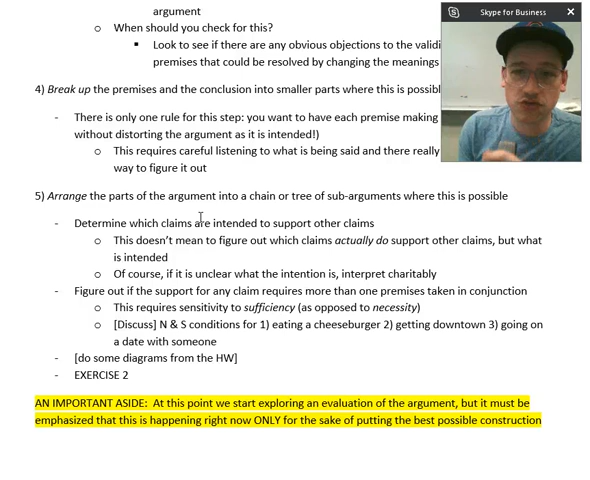 argument
o When should you check for this?
▪ Look to see if there are any obvious objections to the validi
premises that could be resolved by changing the meanings
4) Break up the premises and the conclusion into smaller parts where this is possibl
- There is only one rule for this step: you want to have each premise making
without distorting the argument as it is intended!)
o This requires careful listening to what is being said and there really
way to figure it out
5) Arrange the parts of the argument into a chain or tree of sub-arguments where this is possible
- Determine which claims are intended to support other claims
o This doesn't mean to figure out which claims actually do support other claims, but what
is intended
o Of course, if it is unclear what the intention is, interpret charitably
- Figure out if the support for any claim requires more than one premises taken in conjunction
o This requires sensitivity to sufficiency (as opposed to necessity)
o [Discuss] N & S conditions for 1) eating a cheeseburger 2) getting downtown 3) going on
a date with someone
- [do some diagrams from the HW]
- EXERCISE 2
AN IMPORTANT ASIDE: At this point we start exploring an evaluation of the argument, but it must be
emphasized that this is happening right now ONLY for the sake of putting the best possible construction
Skype for Business